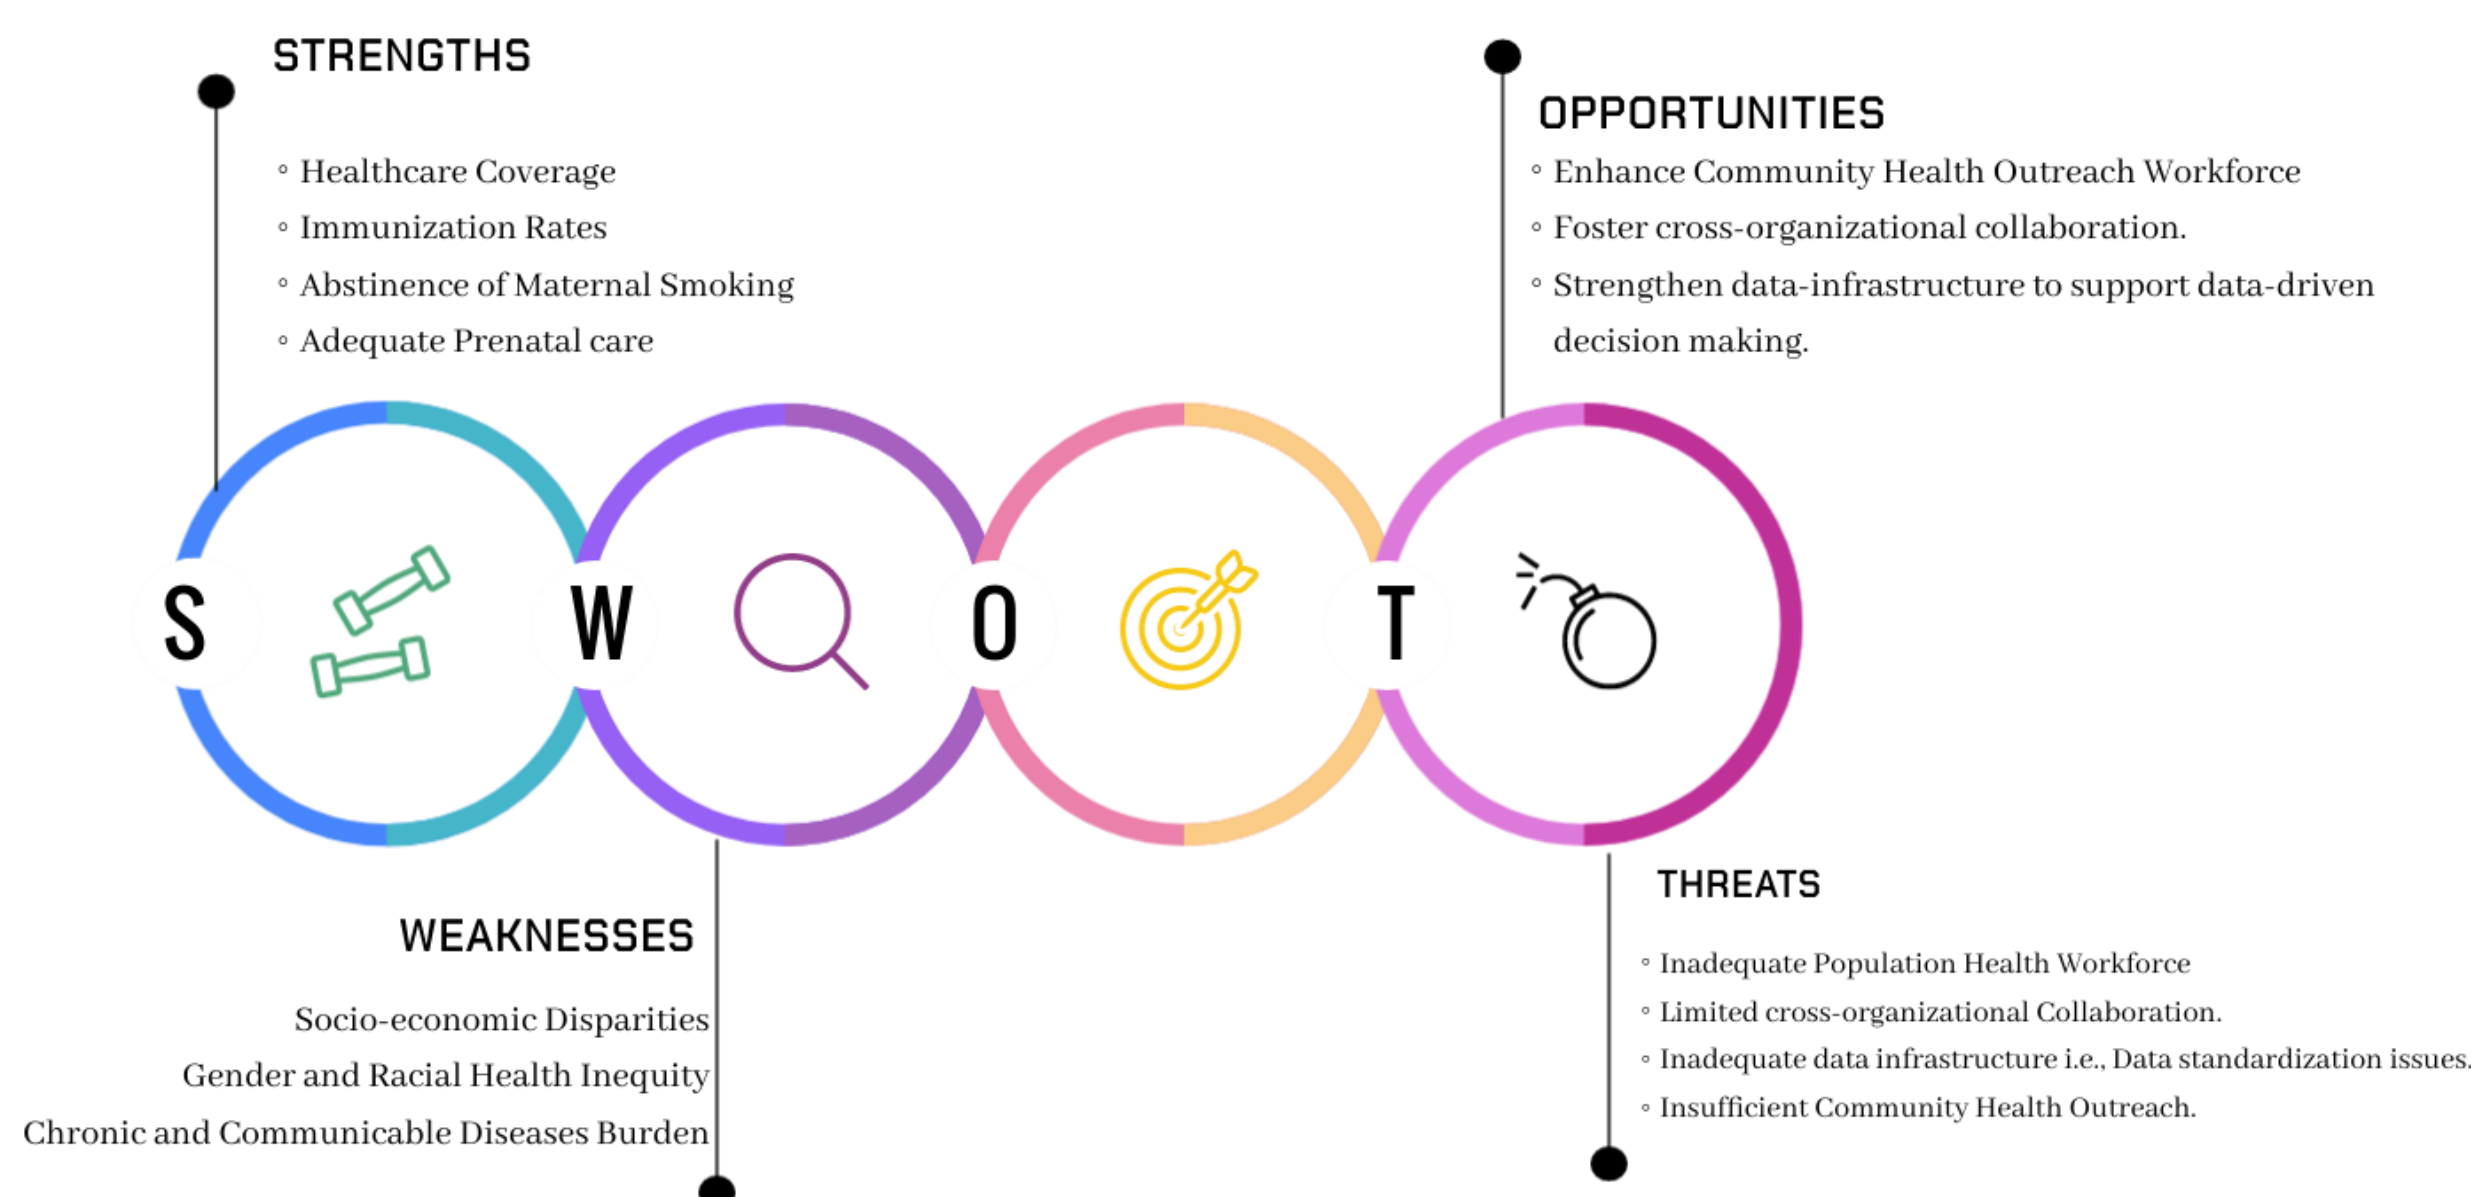 STRENGTHS
◦ Healthcare Coverage
◦ Immunization Rates
◦ Abstinence of Maternal Smoking
◦ Adequate Prenatal care
OPPORTUNITIES
◦ Enhance Community Health Outreach Workforce
◦ Foster cross-organizational collaboration.
◦ Strengthen data-infrastructure to support data-driven
decision making.
S W O T
WEAKNESSES
Socio-economic Disparities
Gender and Racial Health Inequity
Chronic and Communicable Diseases Burden
THREATS
◦ Inadequate Population Health Workforce
◦ Limited cross-organizational Collaboration.
◦ Inadequate data infrastructure i.e., Data standardization issues.
◦ Insufficient Community Health Outreach.